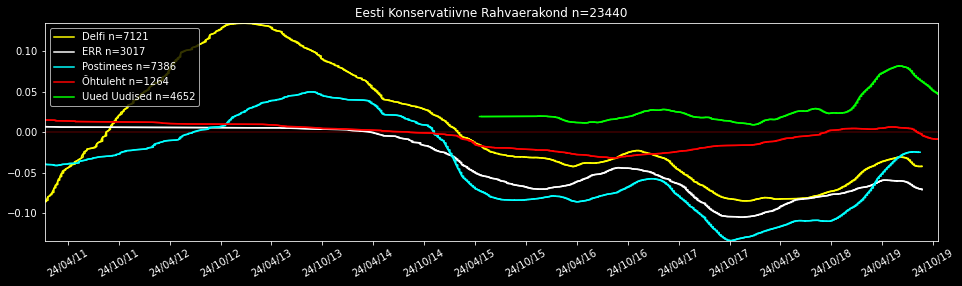 Eesti Konservatiivne Rahvaerakond n=23440
Delfi n=7121
ERR n=3017
Postimees n=7386
Õhtuleht n=1264
Uued Uudised n=4652
0.10
0.05
0.00
−0.05
−0.10
24/04/11 24/10/11 24/04/12 24/10/12 24/04/13 24/10/13 24/04/14 24/10/14 24/04/15 24/10/15 24/04/16 24/10/16 24/04/17 24/10/17 24/04/18 24/10/18 24/04/19 24/10/19